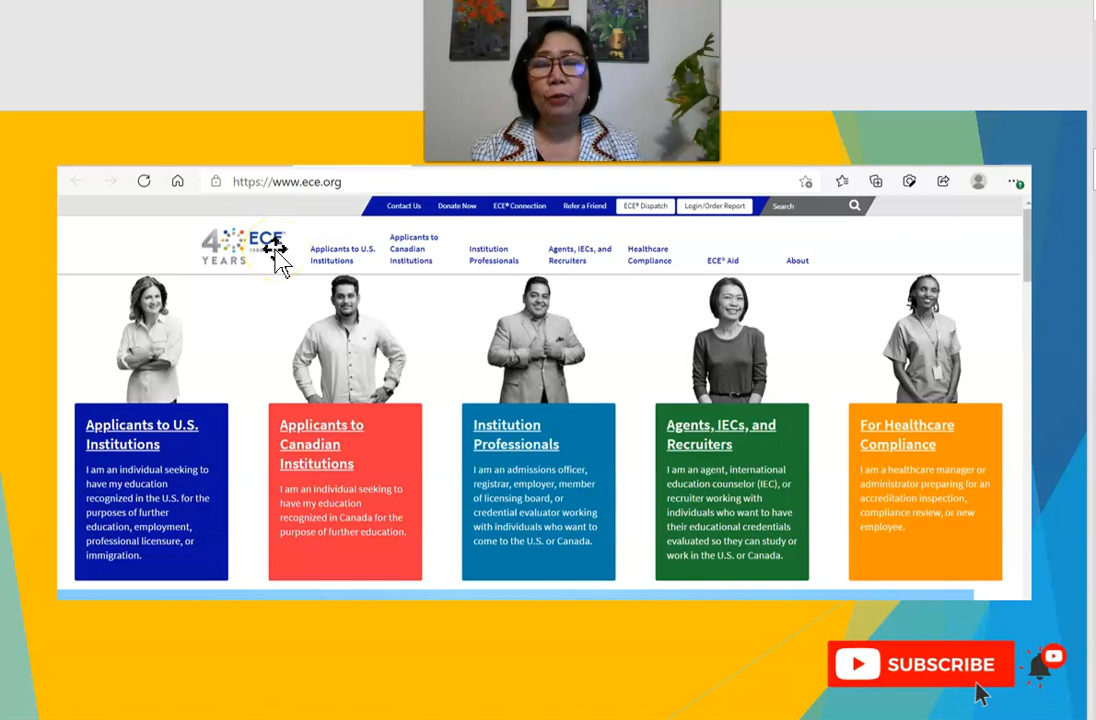 https://www.ece.org
Contact Us
Donate Now
ECE® Connection
Refer a Friend
ECE® Dispatch
Login/Order Report
Search
40 ECE
YEARS
Applicants to U.S.
Institutions
Applicants to
Canadian
Institutions
Institution
Professionals
Agents, IECs, and
Recruiters
Healthcare
Compliance
ECE® Aid
About
Applicants to U.S.
Institutions
I am an individual seeking to
have my education
recognized in the U.S. for the
purposes of further
education, employment,
professional licensure, or
immigration.
Applicants to
Canadian
Institutions
I am an individual seeking to
have my education
recognized in Canada for the
purpose of further education.
Institution
Professionals
I am an admissions officer,
registrar, employer, member
of licensing board, or
credential evaluator working
with individuals who want to
come to the U.S. or Canada.
Agents, IECs, and
Recruiters
I am an agent, international
education counselor (IEC), or
recruiter working with
individuals who want to have
their educational credentials
evaluated so they can study or
work in the U.S. or Canada.
For Healthcare
Compliance
I am a healthcare manager or
administrator preparing for an
accreditation inspection,
compliance review, or new
employee.
SUBSCRIBE